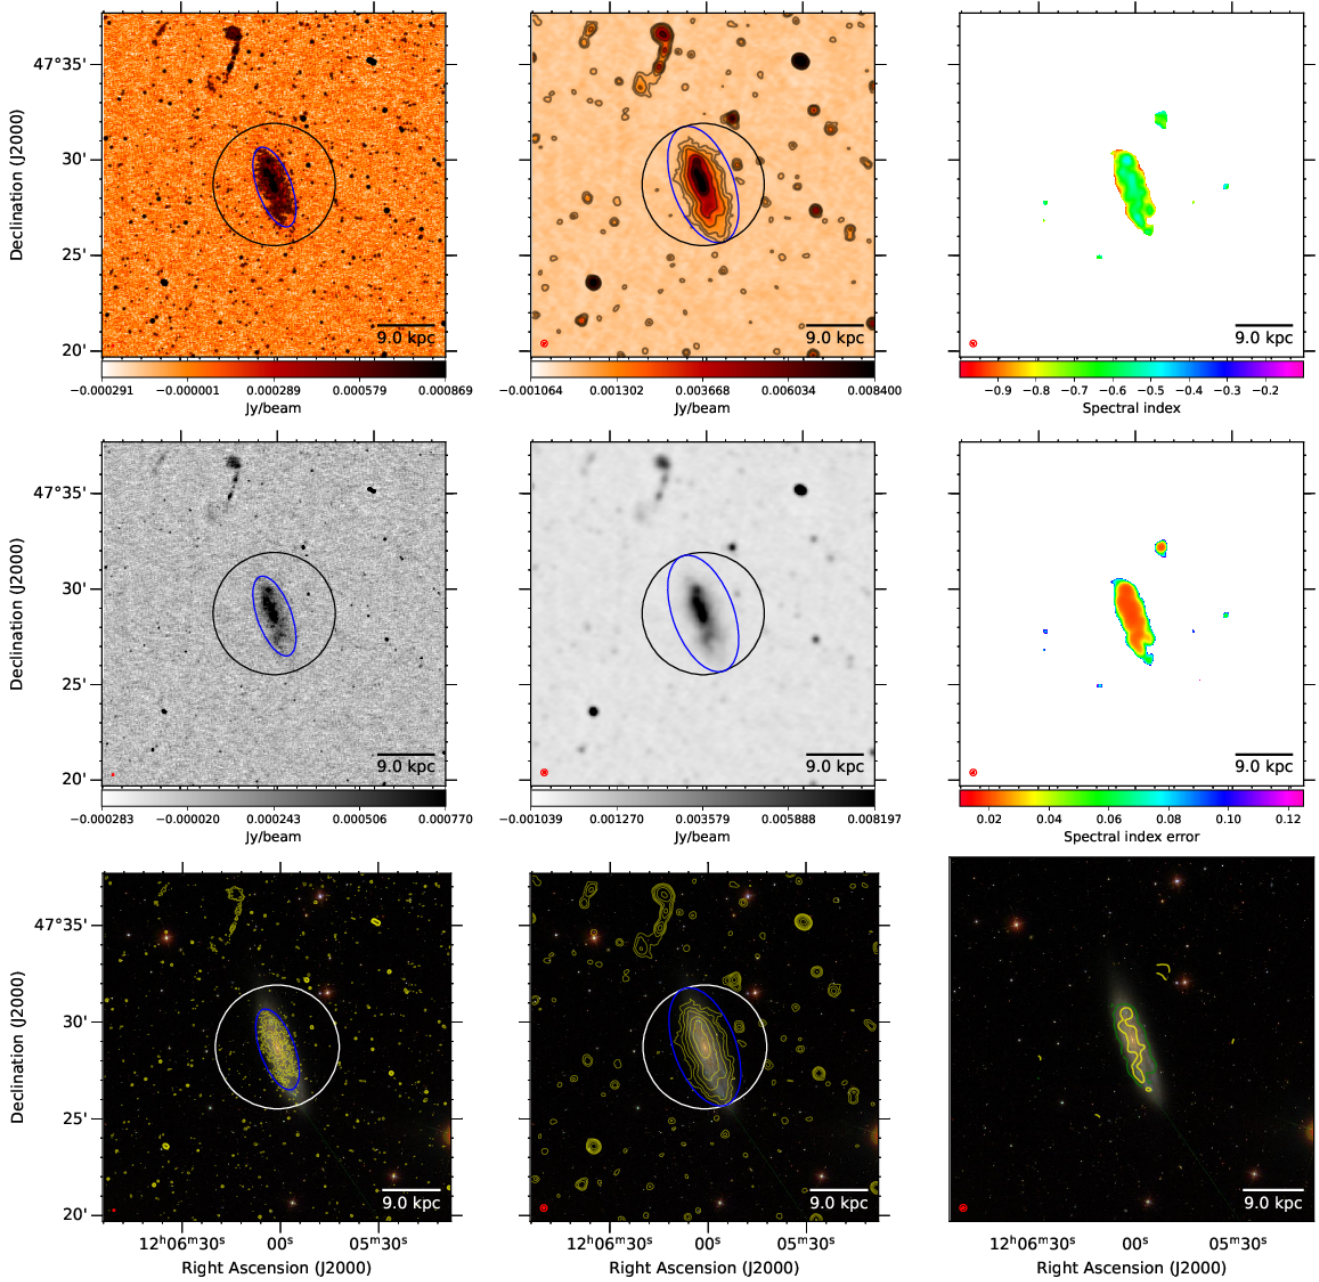 47°35'
30'
25'
20'
Declination (J2000)
9.0 kpc
−0.000291 −0.000001 0.000289 0.000579 0.000869
Jy/beam
9.0 kpc
−0.001064 0.001302 0.003668 0.006034 0.008400
Jy/beam
9.0 kpc
−0.9 −0.8 −0.7 −0.6 −0.5 −0.4 −0.3 −0.2
Spectral index
47°35'
30'
25'
20'
Declination (J2000)
9.0 kpc
−0.000283 −0.000020 0.000243 0.000506 0.000770
Jy/beam
9.0 kpc
−0.001039 0.001270 0.003579 0.005888 0.008197
Jy/beam
9.0 kpc
0.02 0.04 0.06 0.08 0.10 0.12
Spectral index error
47°35'
30'
25'
20'
Declination (J2000)
9.0 kpc
12ʰ06ᵐ30ˢ 00ˢ 05ᵐ30ˢ
Right Ascension (J2000)
9.0 kpc
12ʰ06ᵐ30ˢ 00ˢ 05ᵐ30ˢ
Right Ascension (J2000)
9.0 kpc
12ʰ06ᵐ30ˢ 00ˢ 05ᵐ30ˢ
Right Ascension (J2000)